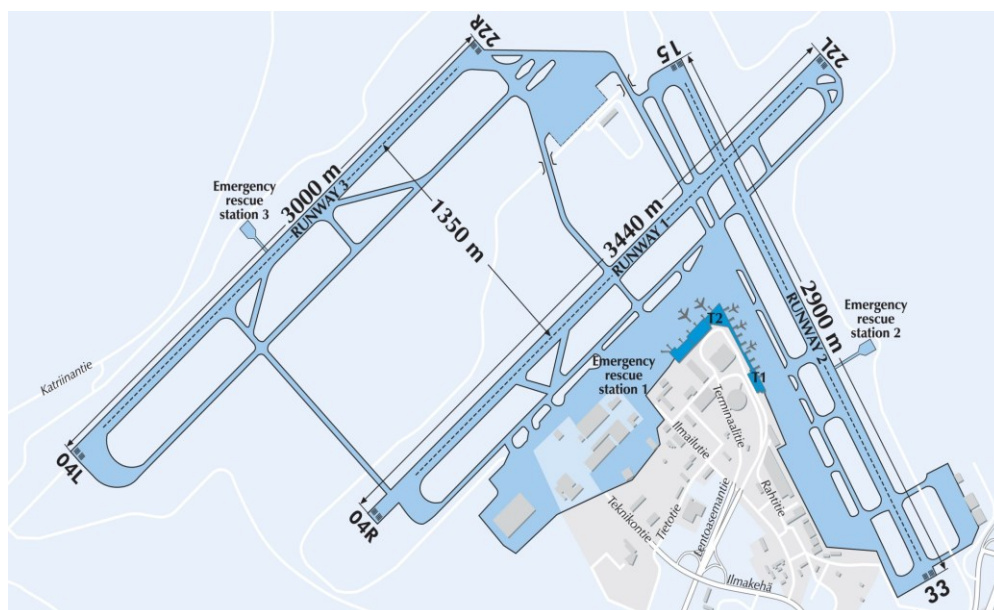 22R
15
22L
Emergency
rescue
station 3
3000 m
RUNWAY 3
1350 m
3440 m
RUNWAY 1
2900 m
RUNWAY 2
Emergency
rescue
station 2
T2
T1
Emergency
rescue
station 1
Katriinantie
Terminaalitie
Ilmailutie
04L
04R
Teknikontie
Tietotie
Lentoasemantie
Rahtitie
Ilmakehä
33